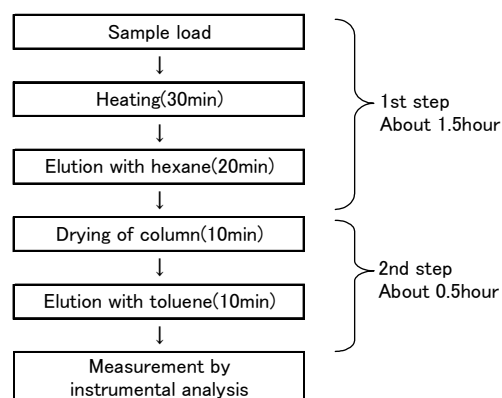 Sample load
↓
Heating(30min)
↓
Elution with hexane(20min)
↓
Drying of column(10min)
↓
Elution with toluene(10min)
↓
Measurement by
instrumental analysis
1st step
About 1.5hour
2nd step
About 0.5hour